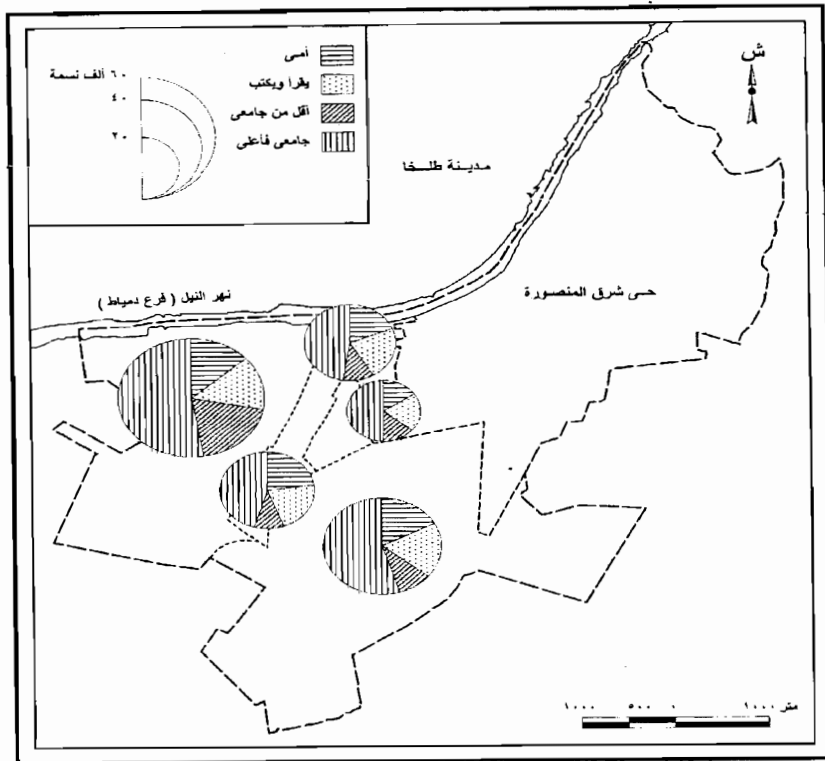 أمى
يقرأ ويكتب
أقل من جامعى
جامعى فأعلى
٦٠ ألف نسمة
٤٠
٢٠
ش
مدينة طلخا
حى شرق المنصورة
نهر النيل ( فرع دمياط )
١٠٠٠ ٥٠٠ ٠ ١٠٠٠ متر